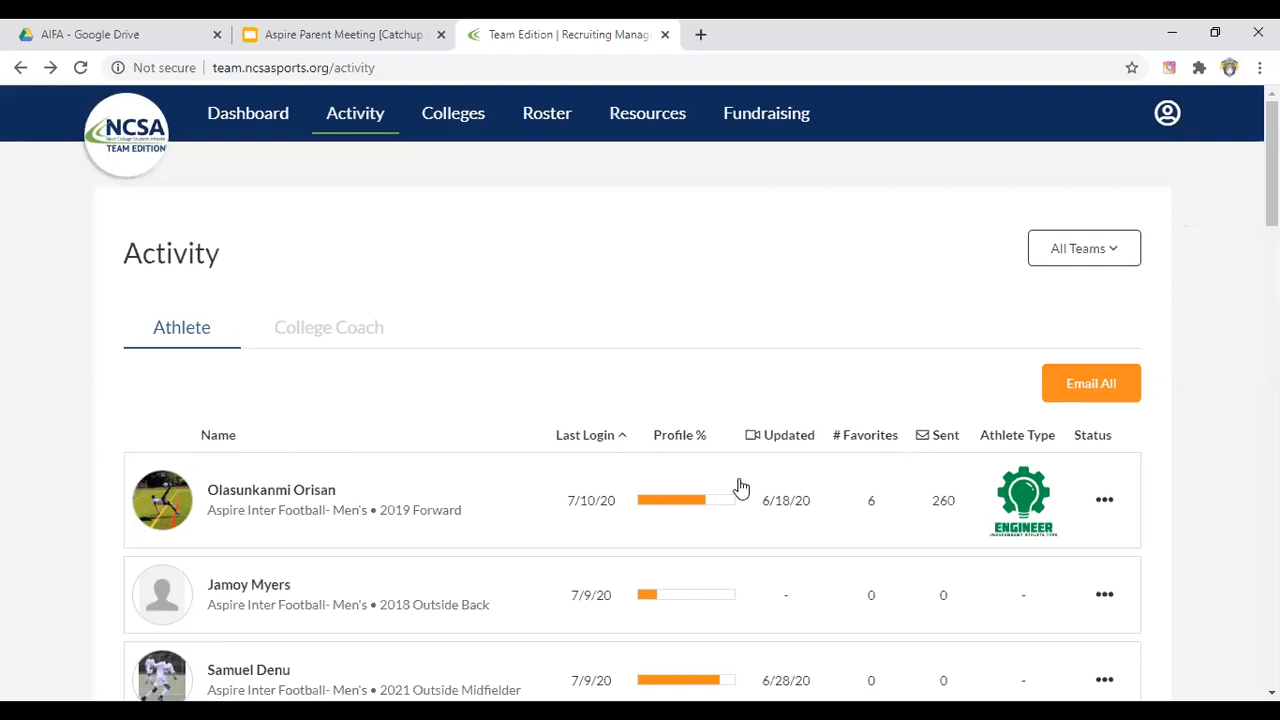 AIFA - Google Drive
Aspire Parent Meeting [Catchup
Team Edition | Recruiting Manag
Not secure
team.ncsasports.org/activity
NCSA
TEAM EDITION
Dashboard
Activity
Colleges
Roster
Resources
Fundraising
Activity
All Teams
Athlete
College Coach
Email All
Name
Last Login
Profile %
Updated
# Favorites
Sent
Athlete Type
Status
Olasunkanmi Orisan
Aspire Inter Football- Men's • 2019 Forward
7/10/20
6/18/20
6
260
ENGINEER
Jamoy Myers
Aspire Inter Football- Men's • 2018 Outside Back
7/9/20
-
0
0
-
Samuel Denu
Aspire Inter Football- Men's • 2021 Outside Midfielder
7/9/20
6/28/20
0
0
-